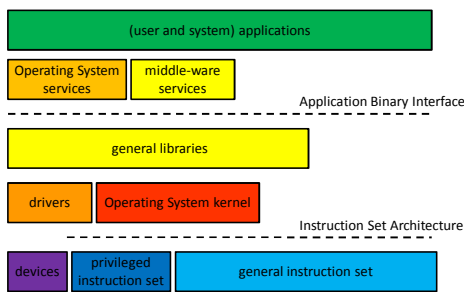 (user and system) applications
Operating System
services
middle-ware
services
Application Binary Interface
general libraries
drivers
Operating System kernel
Instruction Set Architecture
devices
privileged
instruction set
general instruction set